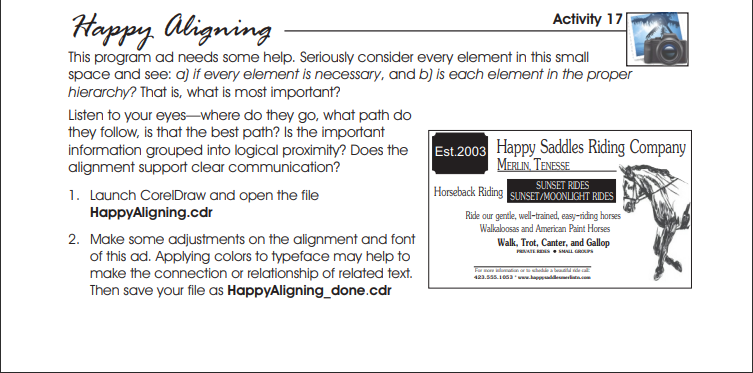 Happy Aligning
Activity 17
This program ad needs some help. Seriously consider every element in this small
space and see: a) if every element is necessary, and b) is each element in the proper
hierarchy? That is, what is most important?
Listen to your eyes—where do they go, what path do
they follow, is that the best path? Is the important
information grouped into logical proximity? Does the
alignment support clear communication?
1. Launch CorelDraw and open the file
HappyAligning.cdr
2. Make some adjustments on the alignment and font
of this ad. Applying colors to typeface may help to
make the connection or relationship of related text.
Then save your file as HappyAligning_done.cdr
Est.2003
Happy Saddles Riding Company
MERLIN, TENESSE
Horseback Riding
SUNSET RIDES
SUNSET/MOONLIGHT RIDES
Ride our gentle, well-trained, easy-riding horses
Walkaloosas and American Paint Horses
Walk, Trot, Canter, and Gallop
PRIVATE RIDES ● SMALL GROUPS
For more information or to schedule a beautiful ride call:
423.555.1053 * www.happysaddlesmerlntn.com